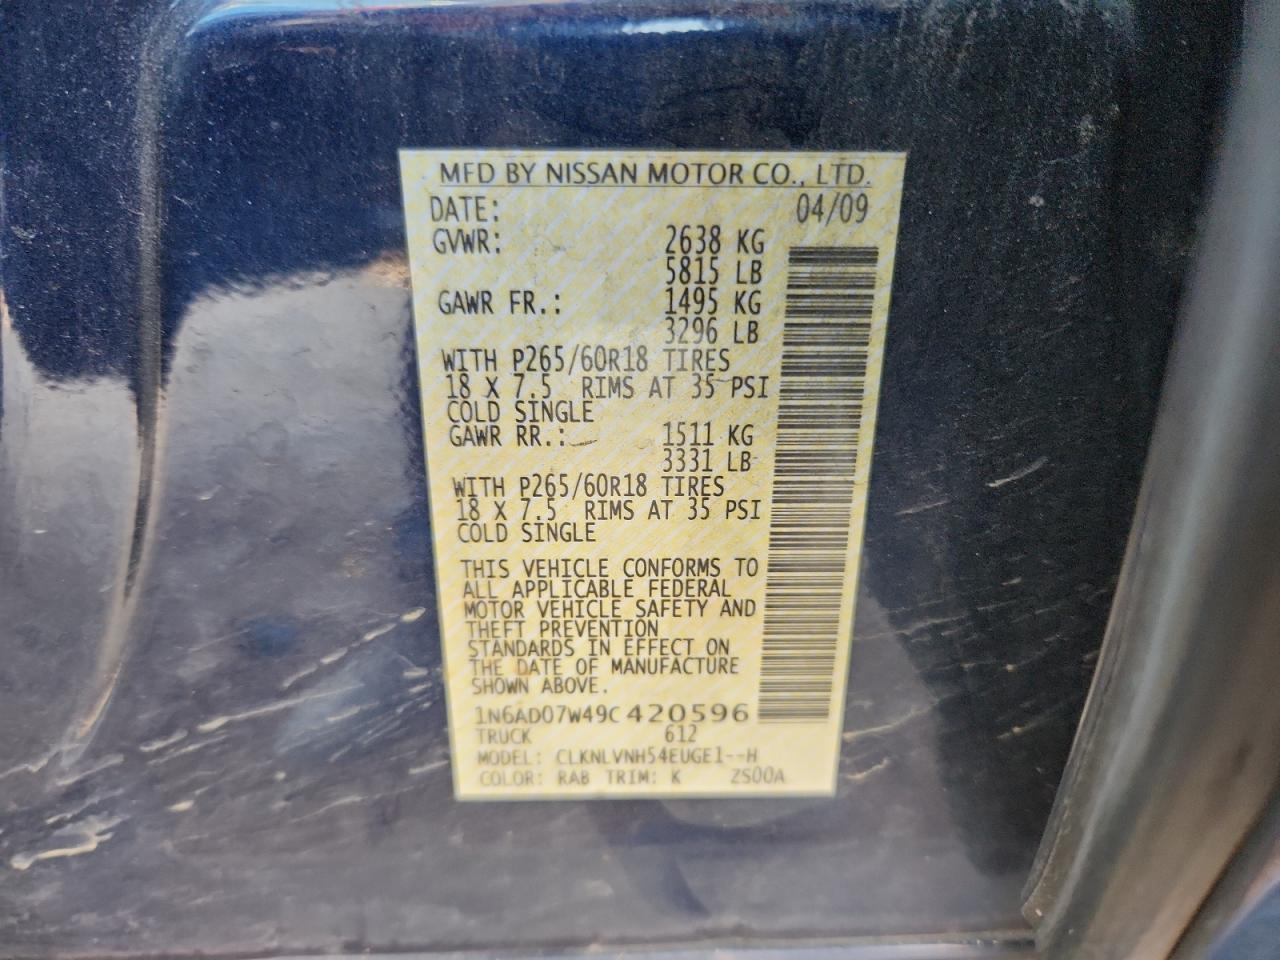 MFD BY NISSAN MOTOR CO., LTD.
DATE: 04/09
GVWR: 2638 KG
5815 LB
GAWR FR.: 1495 KG
3296 LB
WITH P265/60R18 TIRES
18 X 7.5 RIMS AT 35 PSI
COLD SINGLE
GAWR RR.: 1511 KG
3331 LB
WITH P265/60R18 TIRES
18 X 7.5 RIMS AT 35 PSI
COLD SINGLE
THIS VEHICLE CONFORMS TO
ALL APPLICABLE FEDERAL
MOTOR VEHICLE SAFETY AND
THEFT PREVENTION
STANDARDS IN EFFECT ON
THE DATE OF MANUFACTURE
SHOWN ABOVE.
1N6AD07W49C420596
TRUCK 612
MODEL: CLKNLVNH54EUGE1--H
COLOR: RAB TRIM: K ZS00A